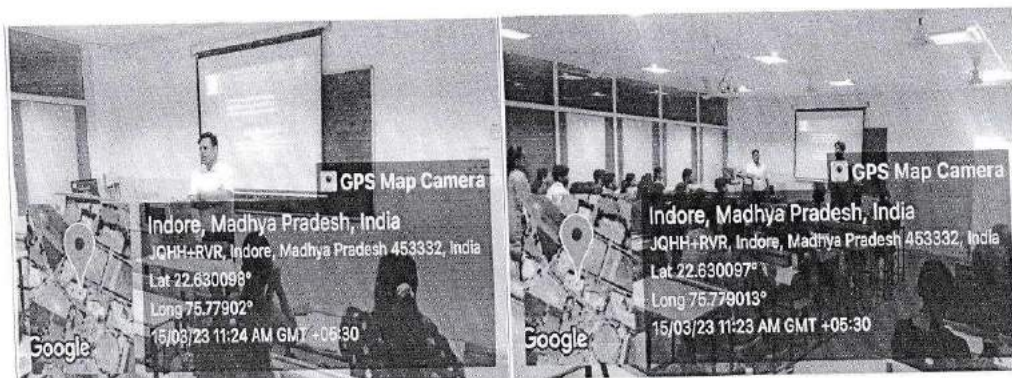 GPS Map Camera
Indore, Madhya Pradesh, India
JQHH+RVR, Indore, Madhya Pradesh 453332, India
Lat 22.630098°
Long 75.77902°
15/03/23 11:24 AM GMT +05:30
Google
GPS Map Camera
Indore, Madhya Pradesh, India
JQHH+RVR, Indore, Madhya Pradesh 453332, India
Lat 22.630097°
Long 75.779013°
15/03/23 11:23 AM GMT +05:30
Google